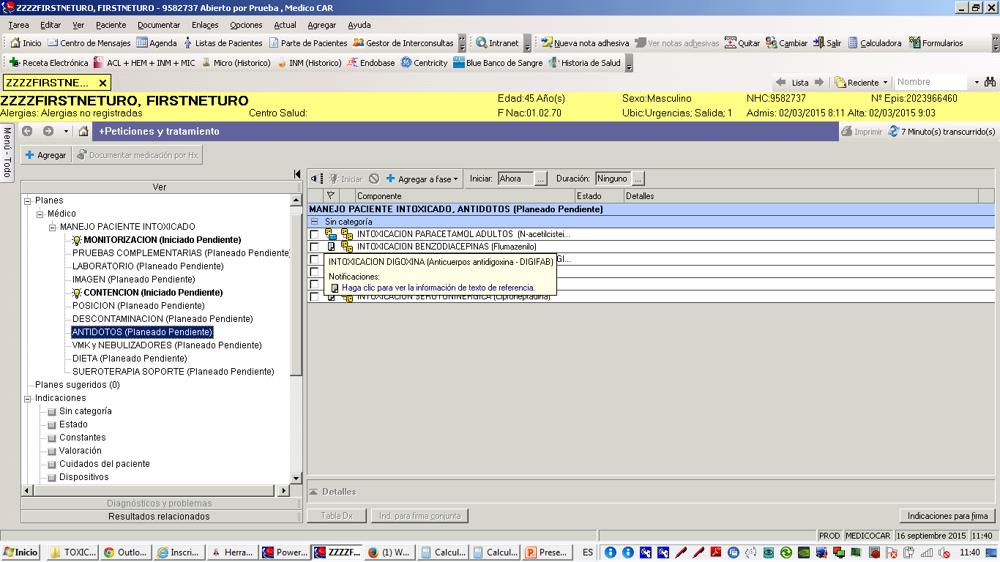 ZZZZFIRSTNETURO, FIRSTNETURO - 9582737 Abierto por Prueba , Medico CAR
Tarea Editar Ver Paciente Documentar Enlaces Opciones Actual Agregar Ayuda
Inicio Centro de Mensajes Agenda Listas de Pacientes Parte de Pacientes Gestor de Interconsultas Intranet Nueva nota adhesiva Ver notas adhesivas Quitar Cambiar Salir Calculadora Formularios
Receta Electrónica ACL + HEM + INM + MIC Micro (Historico) INM (Historico) Endobase Centricity Blue Banco de Sangre Historia de Salud
ZZZZFIRSTNE... Lista Reciente Nombre
ZZZZFIRSTNETURO, FIRSTNETURO Edad:45 Año(s) Sexo:Masculino NHC:9582737 Nº Epis:2023966460
Alergias: Alergias no registradas Centro Salud: F Nac:01.02.70 Ubic:Urgencias; Salida; 1 Admis: 02/03/2015 8:11 Alta: 02/03/2015 9:03
Menú - Todo
+Peticiones y tratamiento Imprimir 7 Minuto(s) transcurrido(s)
Agregar Documentar medicación por Hx
Ver
Planes
Médico
MANEJO PACIENTE INTOXICADO
MONITORIZACION (Iniciado Pendiente)
PRUEBAS COMPLEMENTARIAS (Planeado Pendiente
LABORATORIO (Planeado Pendiente)
IMAGEN (Planeado Pendiente)
CONTENCION (Iniciado Pendiente)
POSICION (Planeado Pendiente)
DESCONTAMINACION (Planeado Pendiente)
ANTIDOTOS (Planeado Pendiente)
VMK y NEBULIZADORES (Planeado Pendiente)
DIETA (Planeado Pendiente)
SUEROTERAPIA SOPORTE (Planeado Pendiente)
Planes sugeridos (0)
Indicaciones
Sin categoría
Estado
Constantes
Valoración
Cuidados del paciente
Dispositivos
Diagnósticos y problemas
Resultados relacionados
Iniciar Agregar a fase Iniciar: Ahora ... Duración: Ninguno ...
Componente Estado Detalles
MANEJO PACIENTE INTOXICADO, ANTIDOTOS (Planeado Pendiente)
Sin categoría
INTOXICACION PARACETAMOL ADULTOS (N-acetilcistei...
INTOXICACION BENZODIACEPINAS (Flumazenilo)
GI...
INTOXICACION DIGOXINA (Anticuerpos antidigoxina - DIGIFAB)
Notificaciones:
Haga clic para ver la información de texto de referencia.
INTOXICACION SEROTONINERGICA (Ciproheptadina)
Detalles
Tabla Dx Ind. para firma conjunta Indicaciones para firma
PROD MEDICOCAR 16 septiembre 2015 11:40
Inicio TOXIC... Outlo... Inscri... Herra... Power... ZZZZF... (1) W... Calcul... Calcul... Prese... ES 11:40